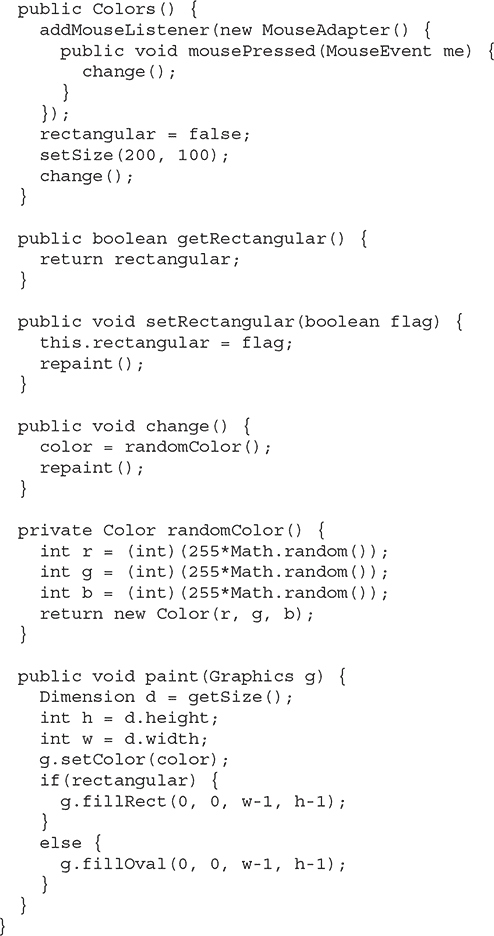 public Colors() {
addMouseListener(new MouseAdapter() {
public void mousePressed(MouseEvent me) {
change();
}
});
rectangular = false;
setSize(200, 100);
change();
}
public boolean getRectangular() {
return rectangular;
}
public void setRectangular(boolean flag) {
this.rectangular = flag;
repaint();
}
public void change() {
color = randomColor();
repaint();
}
private Color randomColor() {
int r = (int)(255*Math.random());
int g = (int)(255*Math.random());
int b = (int)(255*Math.random());
return new Color(r, g, b);
}
public void paint(Graphics g) {
Dimension d = getSize();
int h = d.height;
int w = d.width;
g.setColor(color);
if(rectangular) {
g.fillRect(0, 0, w-1, h-1);
}
else {
g.fillOval(0, 0, w-1, h-1);
}
}
}